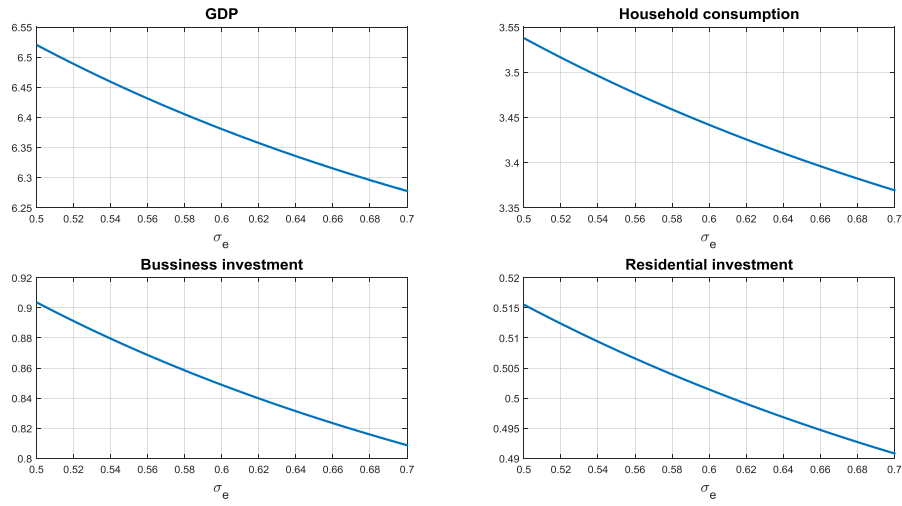 GDP
6.55
6.5
6.45
6.4
6.35
6.3
6.25
0.5 0.52 0.54 0.56 0.58 0.6 0.62 0.64 0.66 0.68 0.7
σe
Household consumption
3.55
3.5
3.45
3.4
3.35
0.5 0.52 0.54 0.56 0.58 0.6 0.62 0.64 0.66 0.68 0.7
σe
Bussiness investment
0.92
0.9
0.88
0.86
0.84
0.82
0.8
0.5 0.52 0.54 0.56 0.58 0.6 0.62 0.64 0.66 0.68 0.7
σe
Residential investment
0.52
0.515
0.51
0.505
0.5
0.495
0.49
0.5 0.52 0.54 0.56 0.58 0.6 0.62 0.64 0.66 0.68 0.7
σe